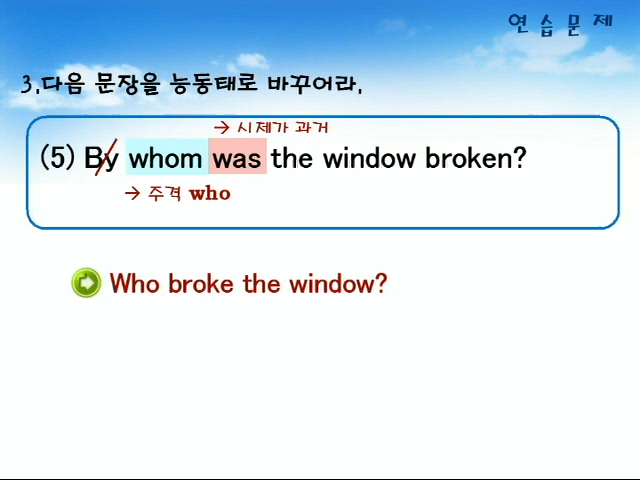 연 습 문 제
3. 다음 문장을 능동태로 바꾸어라.
→ 시제가 과거
(5) By whom was the window broken?
→ 주격 who
Who broke the window?